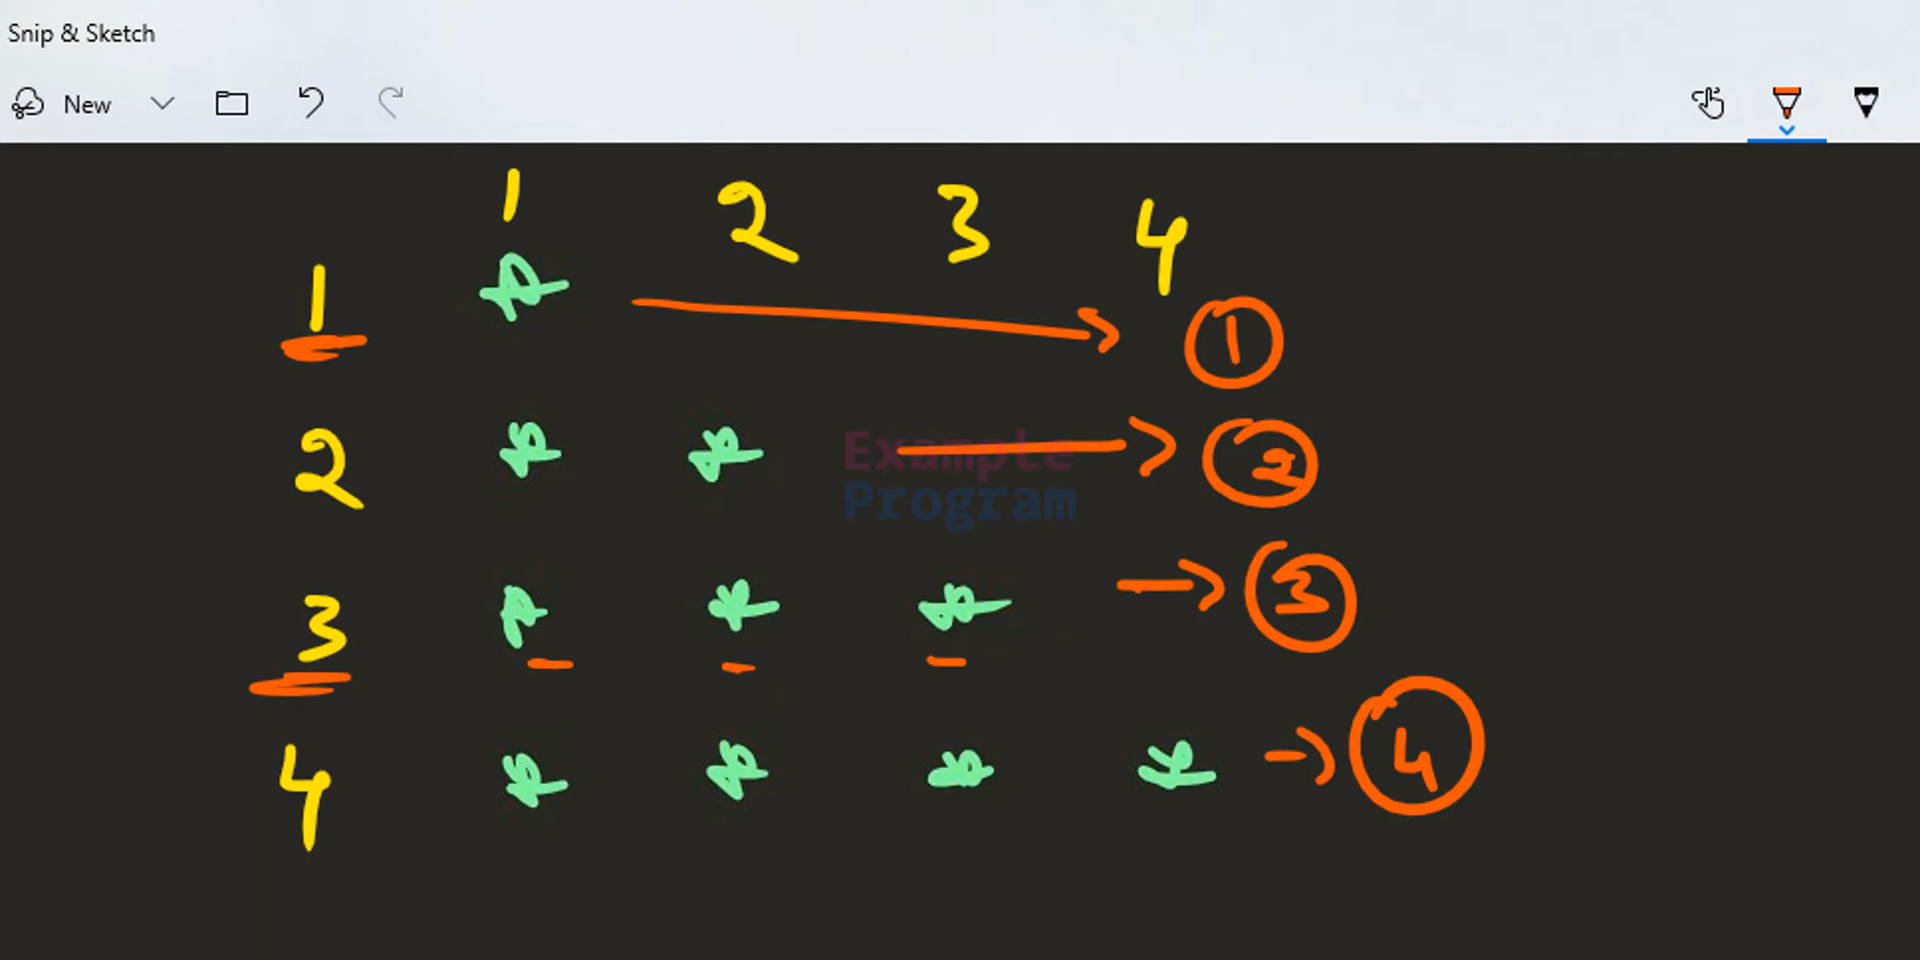 Snip & Sketch
New
1 2 3 4
1 * 1
2 * * 2
Example
Program
3 * * * 3
4 * * * * 4